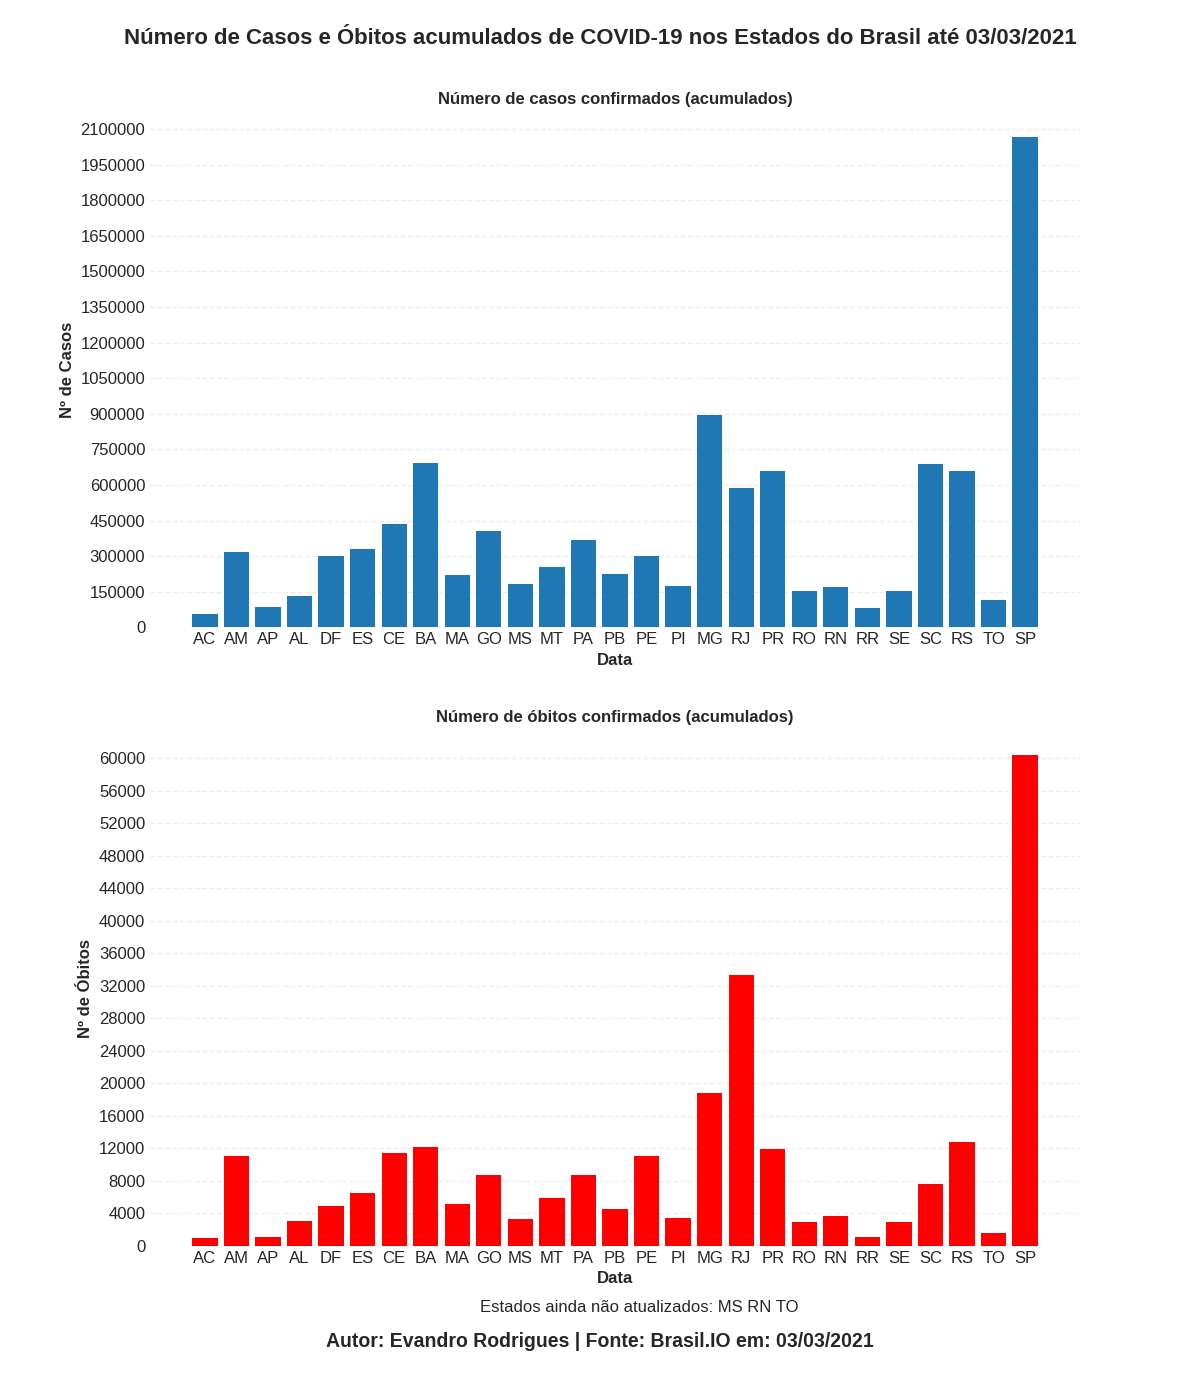 Número de Casos e Óbitos acumulados de COVID-19 nos Estados do Brasil até 03/03/2021
Número de casos confirmados (acumulados)
2100000
1950000
1800000
1650000
1500000
1350000
1200000
1050000
900000
750000
600000
450000
300000
150000
0
Nº de Casos
AC AM AP AL DF ES CE BA MA GO MS MT PA PB PE PI MG RJ PR RO RN RR SE SC RS TO SP
Data
Número de óbitos confirmados (acumulados)
60000
56000
52000
48000
44000
40000
36000
32000
28000
24000
20000
16000
12000
8000
4000
0
Nº de Óbitos
AC AM AP AL DF ES CE BA MA GO MS MT PA PB PE PI MG RJ PR RO RN RR SE SC RS TO SP
Data
Estados ainda não atualizados: MS RN TO
Autor: Evandro Rodrigues | Fonte: Brasil.IO em: 03/03/2021